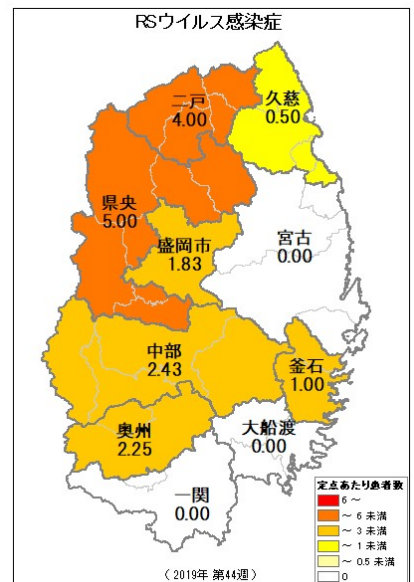 RSウイルス感染症
二戸
4.00
久慈
0.50
県央
5.00
盛岡市
1.83
宮古
0.00
中部
2.43
釜石
1.00
奥州
2.25
大船渡
0.00
一関
0.00
定点あたり患者数
6 ～
～ 6 未満
～ 3 未満
～ 1 未満
～ 0.5 未満
0
（ 2019年 第44週 ）